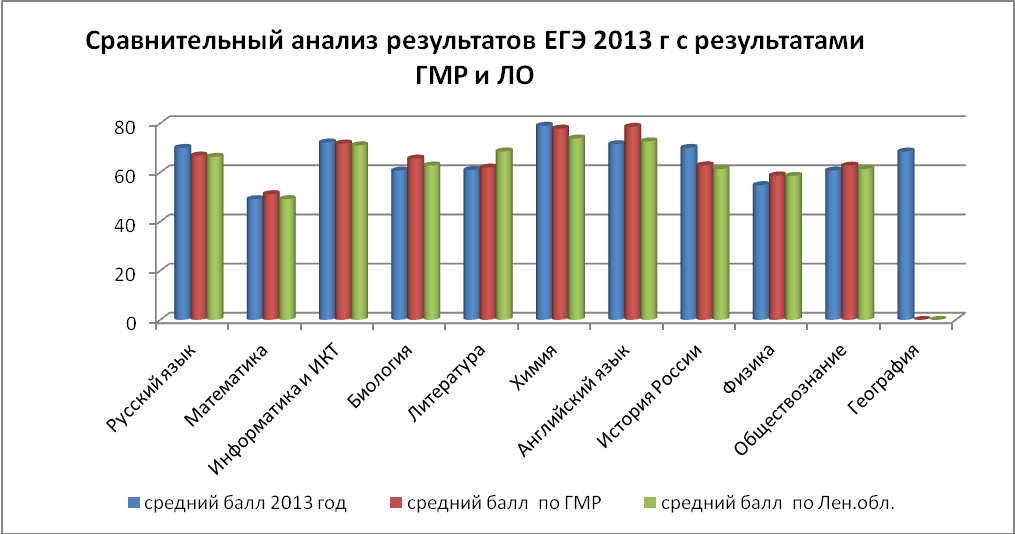 Сравнительный анализ результатов ЕГЭ 2013 г с результатами
ГМР и ЛО
80
60
40
20
0
Русский язык
Математика
Информатика и ИКТ
Биология
Литература
Химия
Английский язык
История России
Физика
Обществознание
География
средний балл 2013 год
средний балл по ГМР
средний балл по Лен.обл.